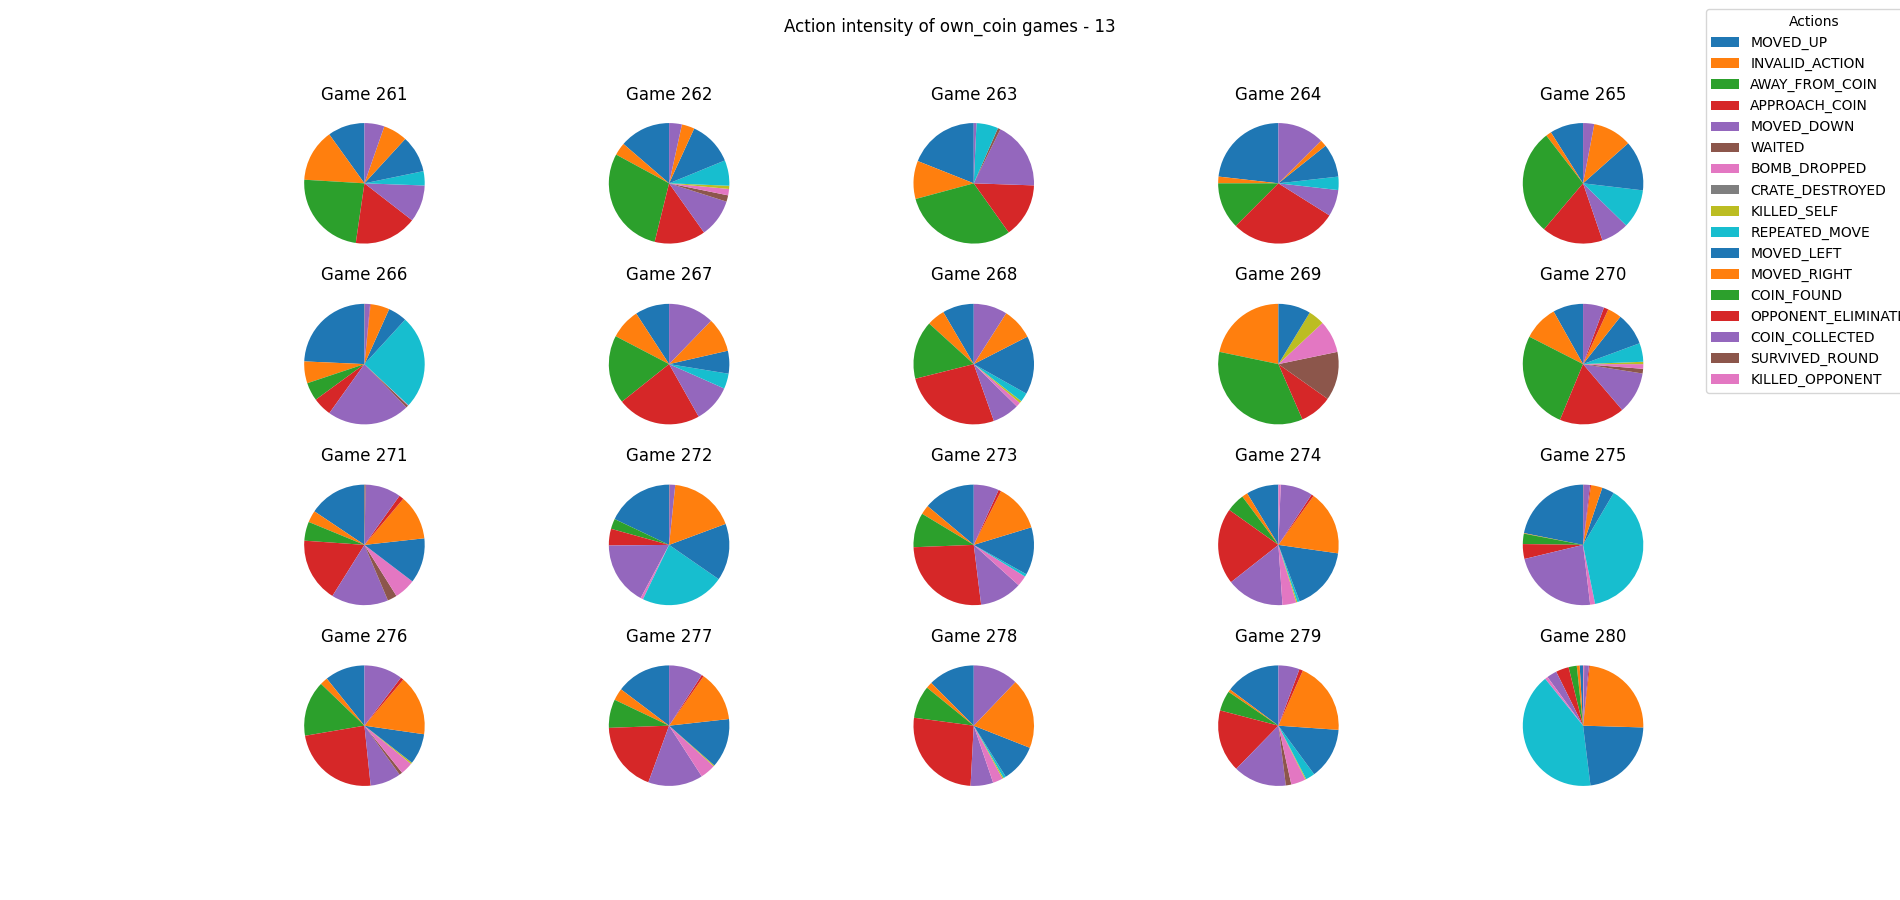 Action intensity of own_coin games - 13
Actions
MOVED_UP
INVALID_ACTION
AWAY_FROM_COIN
APPROACH_COIN
MOVED_DOWN
WAITED
BOMB_DROPPED
CRATE_DESTROYED
KILLED_SELF
REPEATED_MOVE
MOVED_LEFT
MOVED_RIGHT
COIN_FOUND
OPPONENT_ELIMINATI
COIN_COLLECTED
SURVIVED_ROUND
KILLED_OPPONENT
Game 261
Game 262
Game 263
Game 264
Game 265
Game 266
Game 267
Game 268
Game 269
Game 270
Game 271
Game 272
Game 273
Game 274
Game 275
Game 276
Game 277
Game 278
Game 279
Game 280